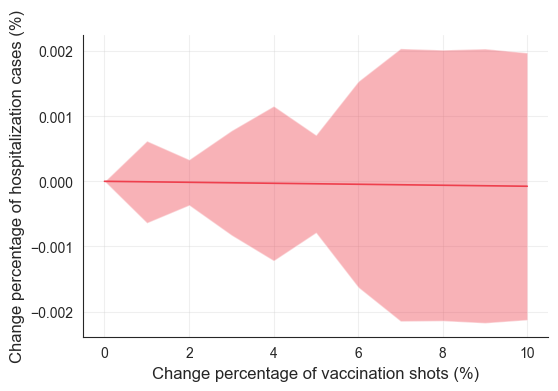 Change percentage of hospitalization cases (%)
0.002
0.001
0.000
−0.001
−0.002
0 2 4 6 8 10
Change percentage of vaccination shots (%)